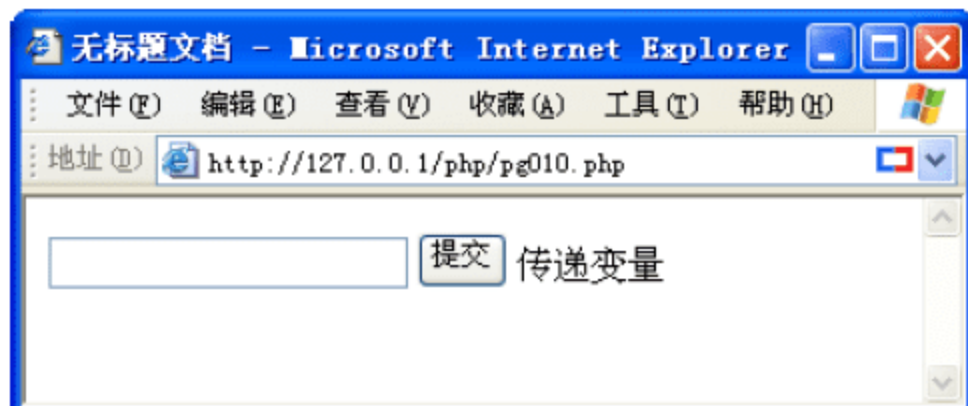 无标题文档 - Microsoft Internet Explorer
文件(F) 编辑(E) 查看(V) 收藏(A) 工具(T) 帮助(H)
地址(D) http://127.0.0.1/php/pg010.php
提交 传递变量